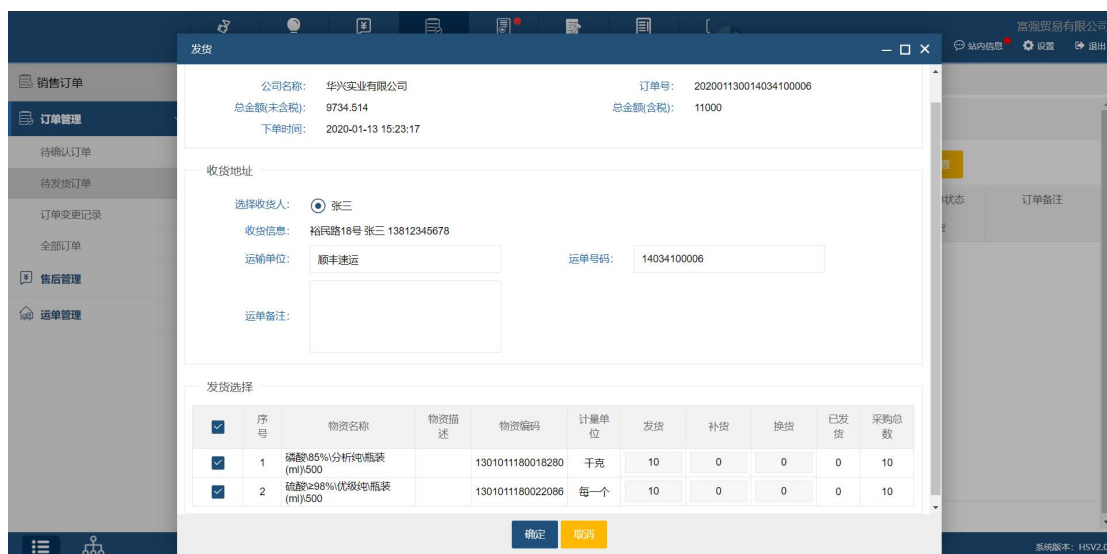 富强贸易有限公司
发货
站内信息 设置 退出
销售订单
订单管理
待确认订单
待发货订单
订单变更记录
全部订单
售后管理
运单管理
公司名称: 华兴实业有限公司 订单号: 202001130014034100006
总金额(未含税): 9734.514 总金额(含税): 11000
下单时间: 2020-01-13 15:23:17
收货地址
选择收货人: 张三
收货信息: 裕民路18号 张三 13812345678
运输单位: 顺丰速运 运单号码: 14034100006
运单备注:
发货选择
序号 物资名称 物资描述 物资编码 计量单位 发货 补货 换货 已发货 采购总数
1 磷酸\85%\分析纯\瓶装(ml)\500 1301011180018280 千克 10 0 0 0 10
2 硫酸\≥98%\优级纯\瓶装(ml)\500 1301011180022086 每一个 10 0 0 0 10
状态 订单备注
确定 取消
系统版本: HSV2.0